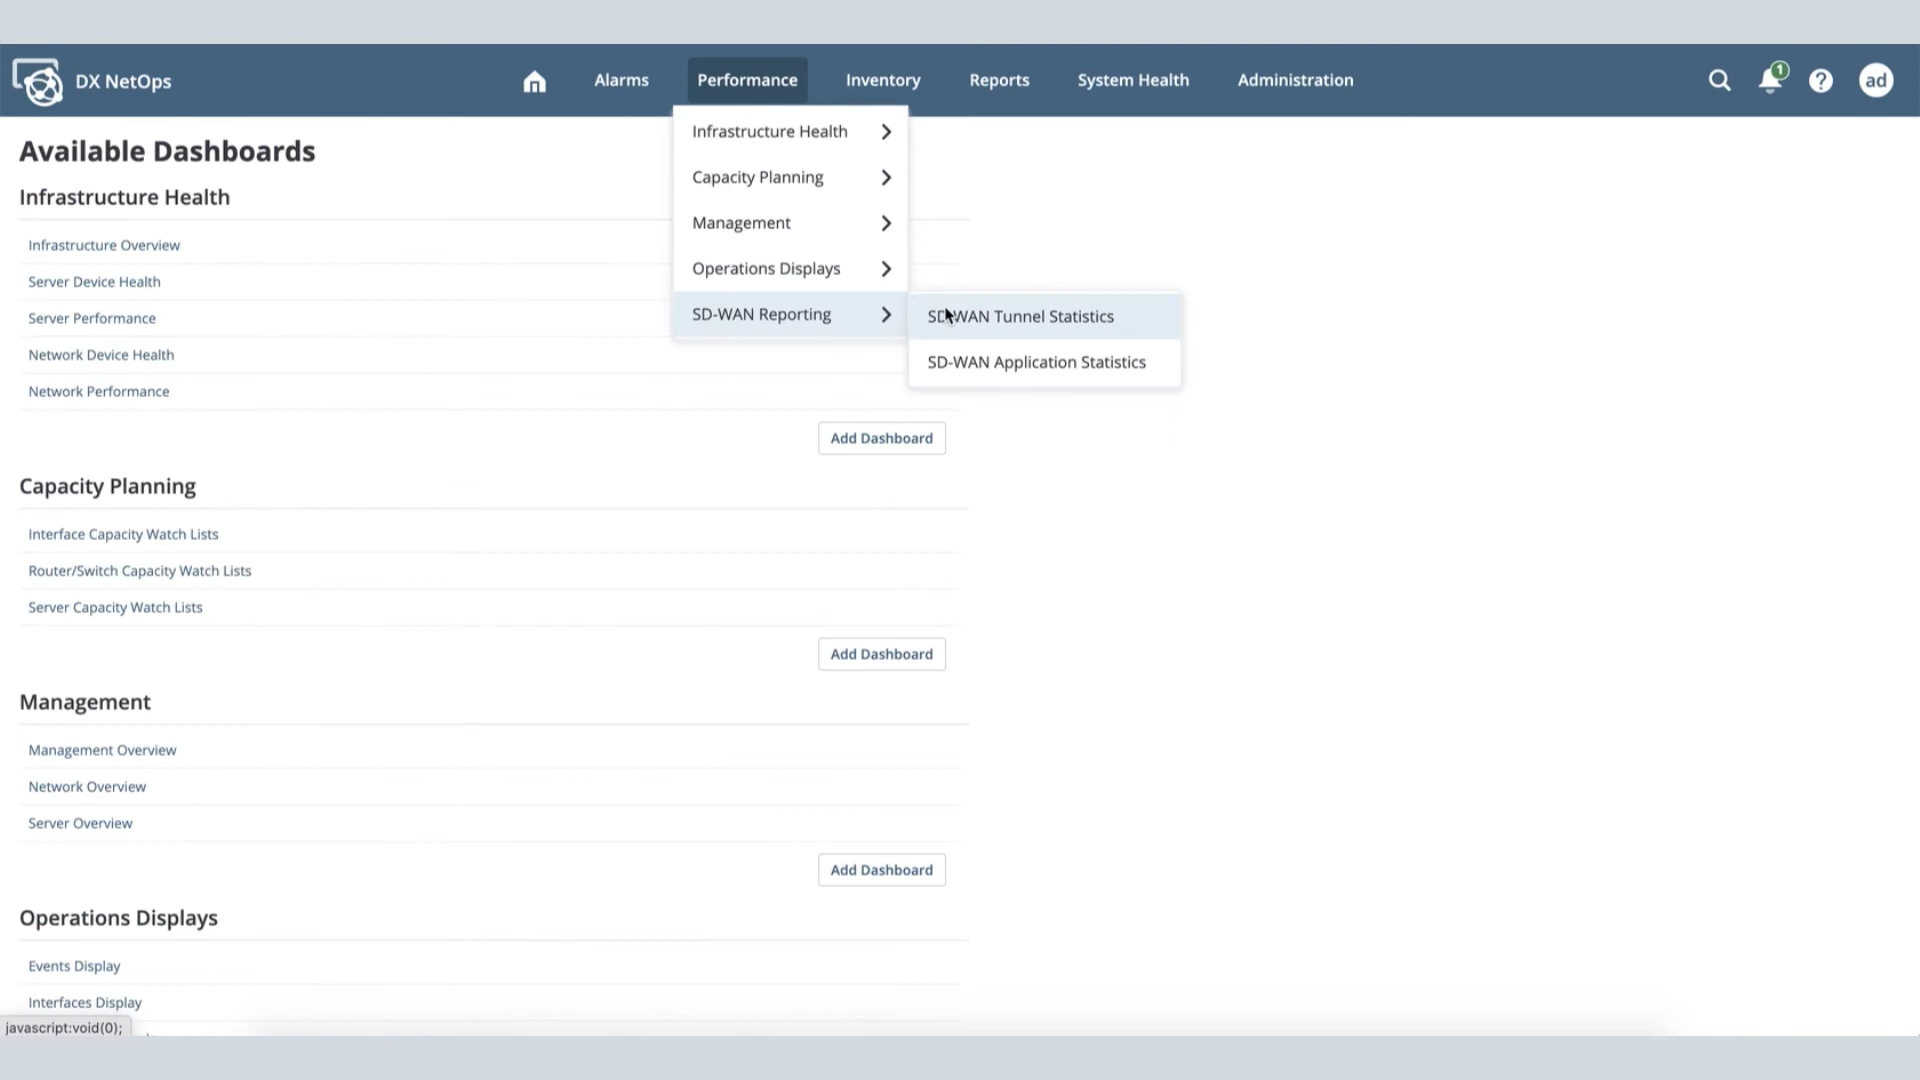 DX NetOps
Alarms
Performance
Inventory
Reports
System Health
Administration
1
?
ad
Available Dashboards
Infrastructure Health
Infrastructure Overview
Server Device Health
Server Performance
Network Device Health
Network Performance
Add Dashboard
Infrastructure Health
Capacity Planning
Management
Operations Displays
SD-WAN Reporting
SD-WAN Tunnel Statistics
SD-WAN Application Statistics
Capacity Planning
Interface Capacity Watch Lists
Router/Switch Capacity Watch Lists
Server Capacity Watch Lists
Add Dashboard
Management
Management Overview
Network Overview
Server Overview
Add Dashboard
Operations Displays
Events Display
Interfaces Display
javascript:void(0);